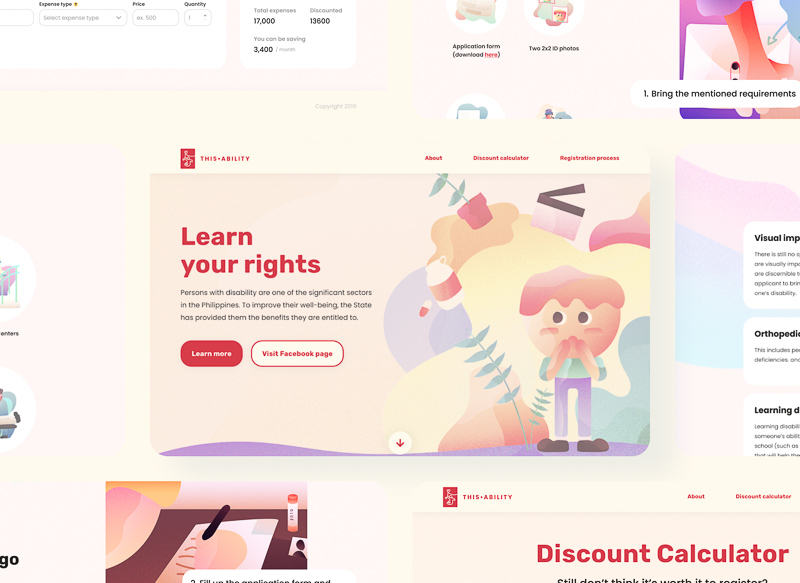 Expense type
Price
Quantity
Select expense type
ex. 500
1
Total expenses
Discounted
17,000
13600
You can be saving
3,400 / month
Copyright 2019
Application form
(download here)
Two 2x2 ID photos
1. Bring the mentioned requirements
THIS•ABILITY
About
Discount calculator
Registration process
Learn
your rights
Persons with disability are one of the significant sectors
in the Philippines. To improve their well-being, the State
has provided them the benefits they are entitled to.
Learn more
Visit Facebook page
enters
Visual imp
There is still no s
are visually impa
are discernible t
applicant to brin
one's disability.
Orthopedi
This includes peo
deficiencies, and
Learning d
Learning disabilit
someone's abilit
school (such as
that will help the
go
2. Fill up the application form and
THIS•ABILITY
About
Discount calculator
Discount Calculator
Still don't think it's worth it to register?